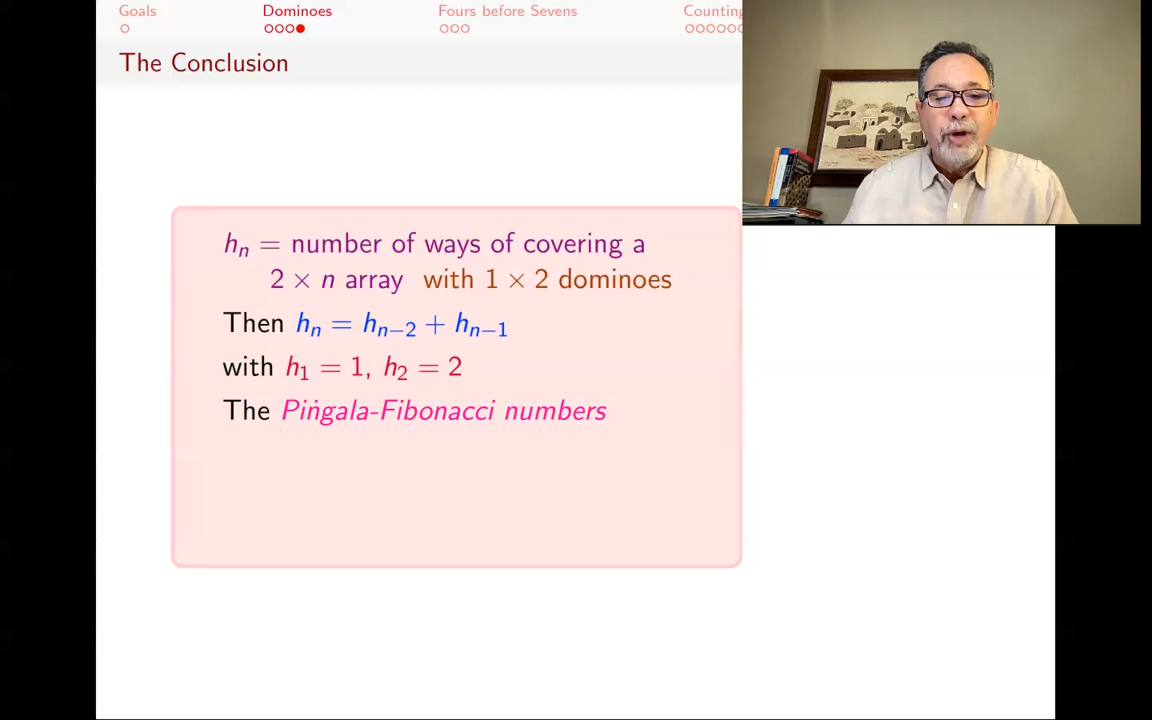 Goals Dominoes Fours before Sevens Counting
The Conclusion
hₙ = number of ways of covering a
2 × n array with 1 × 2 dominoes
Then hₙ = hₙ₋₂ + hₙ₋₁
with h₁ = 1, h₂ = 2
The Piṅgala-Fibonacci numbers